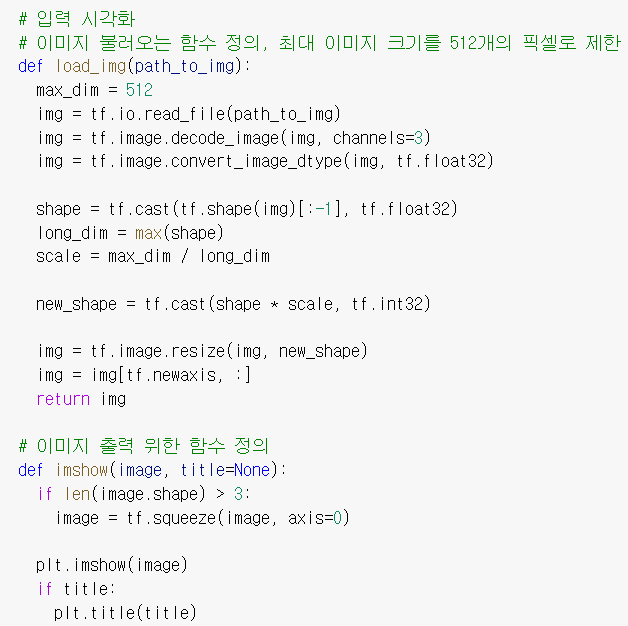 # 입력 시각화
# 이미지 불러오는 함수 정의, 최대 이미지 크기를 512개의 픽셀로 제한
def load_img(path_to_img):
  max_dim = 512
  img = tf.io.read_file(path_to_img)
  img = tf.image.decode_image(img, channels=3)
  img = tf.image.convert_image_dtype(img, tf.float32)

  shape = tf.cast(tf.shape(img)[:-1], tf.float32)
  long_dim = max(shape)
  scale = max_dim / long_dim

  new_shape = tf.cast(shape * scale, tf.int32)

  img = tf.image.resize(img, new_shape)
  img = img[tf.newaxis, :]
  return img

# 이미지 출력 위한 함수 정의
def imshow(image, title=None):
  if len(image.shape) > 3:
    image = tf.squeeze(image, axis=0)

  plt.imshow(image)
  if title:
    plt.title(title)